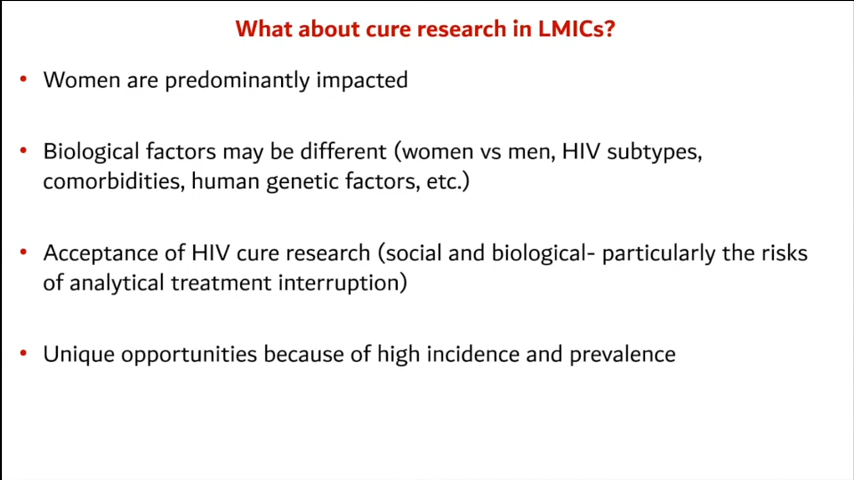 What about cure research in LMICs?
• Women are predominantly impacted
• Biological factors may be different (women vs men, HIV subtypes,
comorbidities, human genetic factors, etc.)
• Acceptance of HIV cure research (social and biological- particularly the risks
of analytical treatment interruption)
• Unique opportunities because of high incidence and prevalence